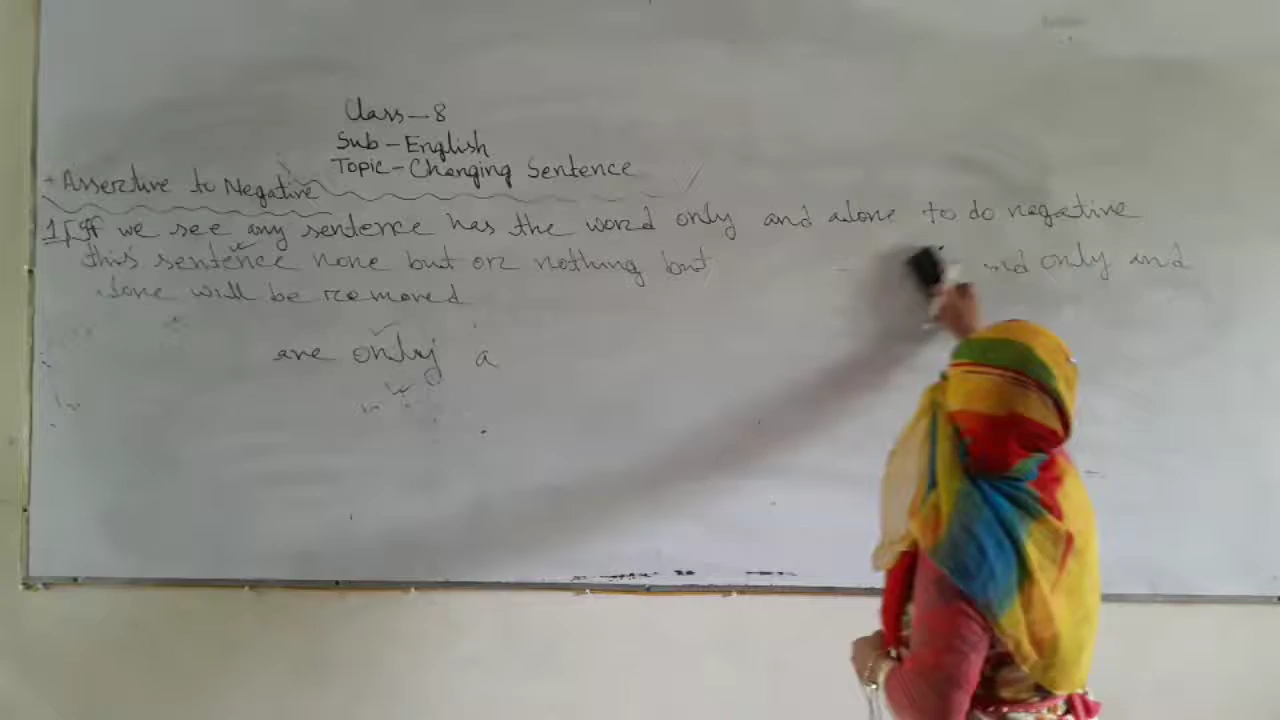 Class-8
Sub-English
Topic-Changing Sentence
Assertive to Negative
1. If we see any sentence has the word only and alone to do negative
this sentence none but or nothing but only and
alone will be removed
are only a